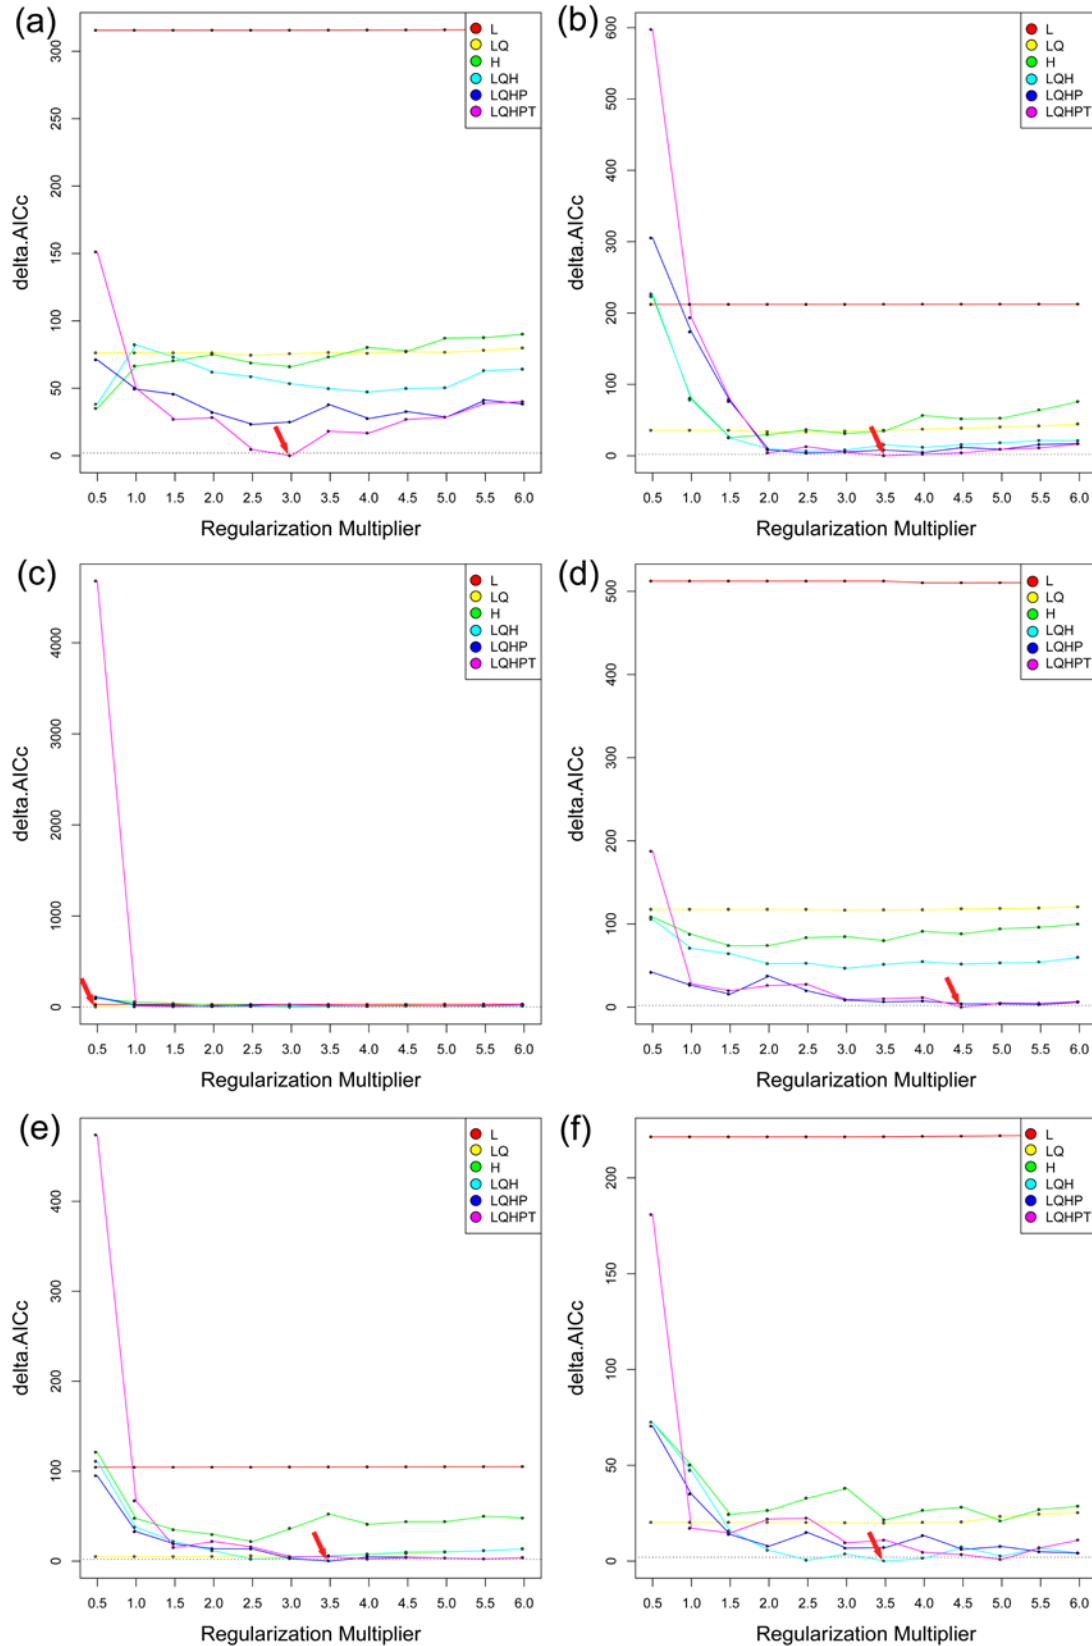 (a)
delta.AICc
300
250
200
150
100
50
0
L
LQ
H
LQH
LQHP
LQHPT
0.5 1.0 1.5 2.0 2.5 3.0 3.5 4.0 4.5 5.0 5.5 6.0
Regularization Multiplier
(b)
delta.AICc
600
500
400
300
200
100
0
L
LQ
H
LQH
LQHP
LQHPT
0.5 1.0 1.5 2.0 2.5 3.0 3.5 4.0 4.5 5.0 5.5 6.0
Regularization Multiplier
(c)
delta.AICc
4000
3000
2000
1000
0
L
LQ
H
LQH
LQHP
LQHPT
0.5 1.0 1.5 2.0 2.5 3.0 3.5 4.0 4.5 5.0 5.5 6.0
Regularization Multiplier
(d)
delta.AICc
500
400
300
200
100
0
L
LQ
H
LQH
LQHP
LQHPT
0.5 1.0 1.5 2.0 2.5 3.0 3.5 4.0 4.5 5.0 5.5 6.0
Regularization Multiplier
(e)
delta.AICc
400
300
200
100
0
L
LQ
H
LQH
LQHP
LQHPT
0.5 1.0 1.5 2.0 2.5 3.0 3.5 4.0 4.5 5.0 5.5 6.0
Regularization Multiplier
(f)
delta.AICc
200
150
100
50
0
L
LQ
H
LQH
LQHP
LQHPT
0.5 1.0 1.5 2.0 2.5 3.0 3.5 4.0 4.5 5.0 5.5 6.0
Regularization Multiplier